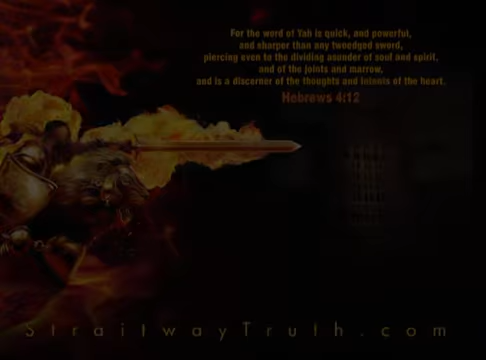 For the word of Yah is quick, and powerful,
and sharper than any twoedged sword,
piercing even to the dividing asunder of soul and spirit,
and of the joints and marrow,
and is a discerner of the thoughts and intents of the heart.
Hebrews 4:12
StraitwayTruth.com